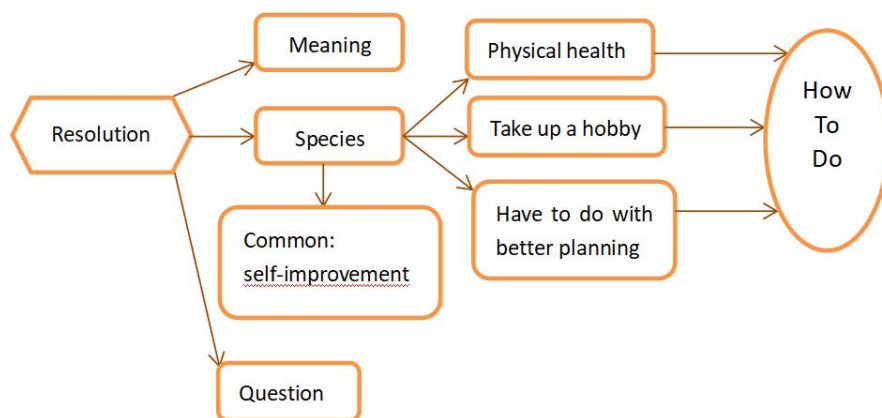 Meaning
Physical health
How
To
Do
Resolution
Species
Take up a hobby
Have to do with
better planning
Common:
self-improvement
Question